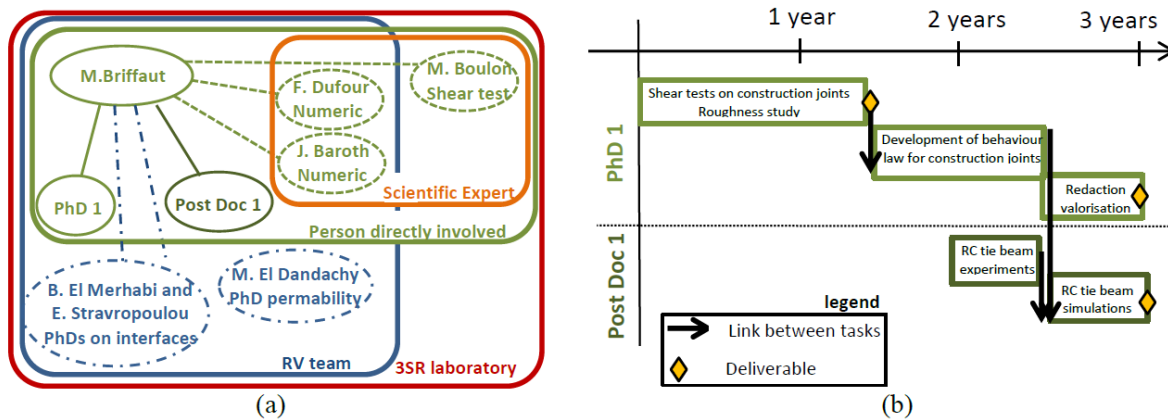 M.Briffaut
M. Boulon
Shear test
F. Dufour
Numeric
J. Baroth
Numeric
Scientific Expert
PhD 1
Post Doc 1
Person directly involved
B. El Merhabi and
E. Stravropoulou
PhDs on interfaces
M. El Dandachy
PhD permability
RV team
3SR laboratory
(a)
1 year
2 years
3 years
PhD 1
Shear tests on construction joints
Roughness study
Development of behaviour
law for construction joints
Redaction
valorisation
Post Doc 1
RC tie beam
experiments
RC tie beam
simulations
legend
Link between tasks
Deliverable
(b)